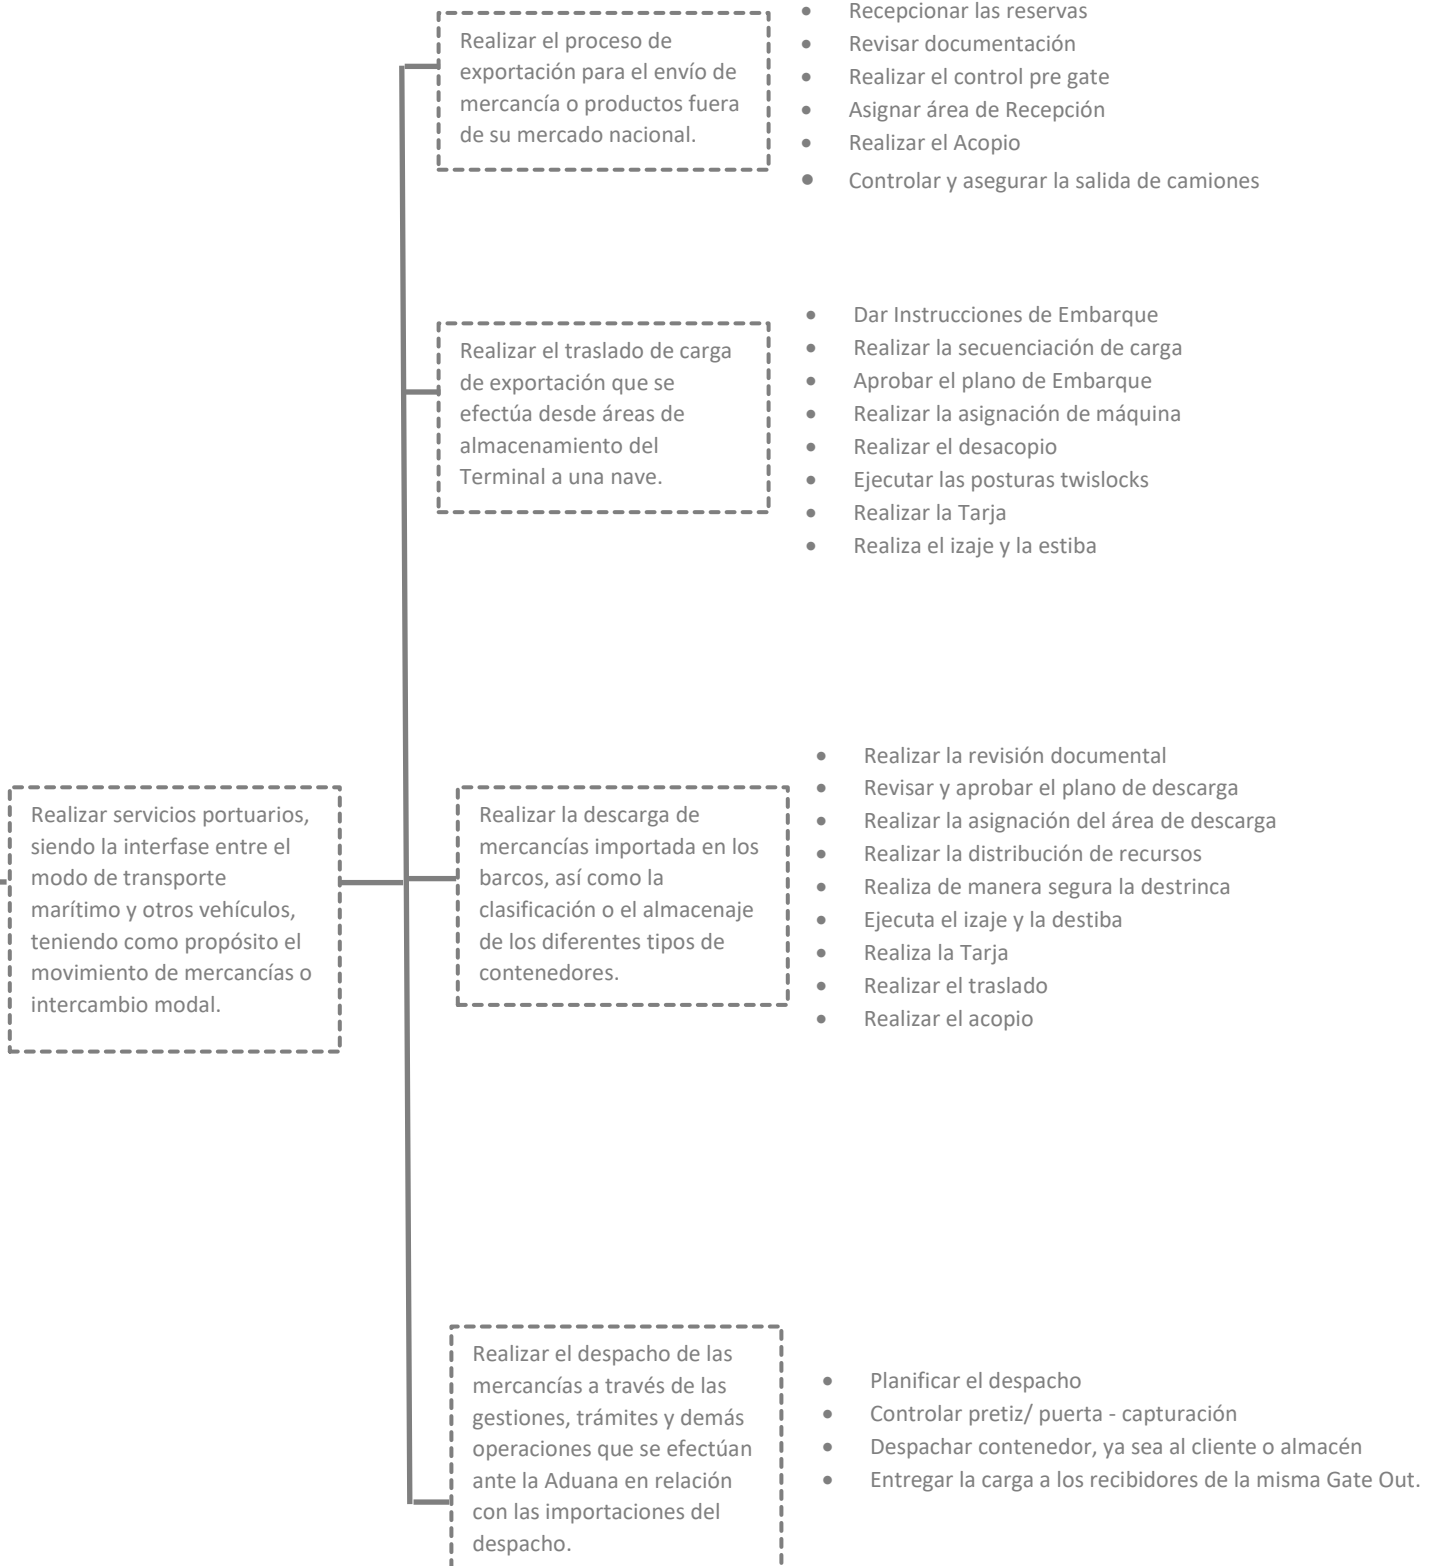 Realizar servicios portuarios,
siendo la interfase entre el
modo de transporte
marítimo y otros vehículos,
teniendo como propósito el
movimiento de mercancías o
intercambio modal.
Realizar el proceso de
exportación para el envío de
mercancía o productos fuera
de su mercado nacional.
• Recepcionar las reservas
• Revisar documentación
• Realizar el control pre gate
• Asignar área de Recepción
• Realizar el Acopio
• Controlar y asegurar la salida de camiones
Realizar el traslado de carga
de exportación que se
efectúa desde áreas de
almacenamiento del
Terminal a una nave.
• Dar Instrucciones de Embarque
• Realizar la secuenciación de carga
• Aprobar el plano de Embarque
• Realizar la asignación de máquina
• Realizar el desacopio
• Ejecutar las posturas twislocks
• Realizar la Tarja
• Realiza el izaje y la estiba
Realizar la descarga de
mercancías importada en los
barcos, así como la
clasificación o el almacenaje
de los diferentes tipos de
contenedores.
• Realizar la revisión documental
• Revisar y aprobar el plano de descarga
• Realizar la asignación del área de descarga
• Realizar la distribución de recursos
• Realiza de manera segura la destrinca
• Ejecuta el izaje y la destiba
• Realiza la Tarja
• Realizar el traslado
• Realizar el acopio
Realizar el despacho de las
mercancías a través de las
gestiones, trámites y demás
operaciones que se efectúan
ante la Aduana en relación
con las importaciones del
despacho.
• Planificar el despacho
• Controlar pretiz/ puerta - capturación
• Despachar contenedor, ya sea al cliente o almacén
• Entregar la carga a los recibidores de la misma Gate Out.